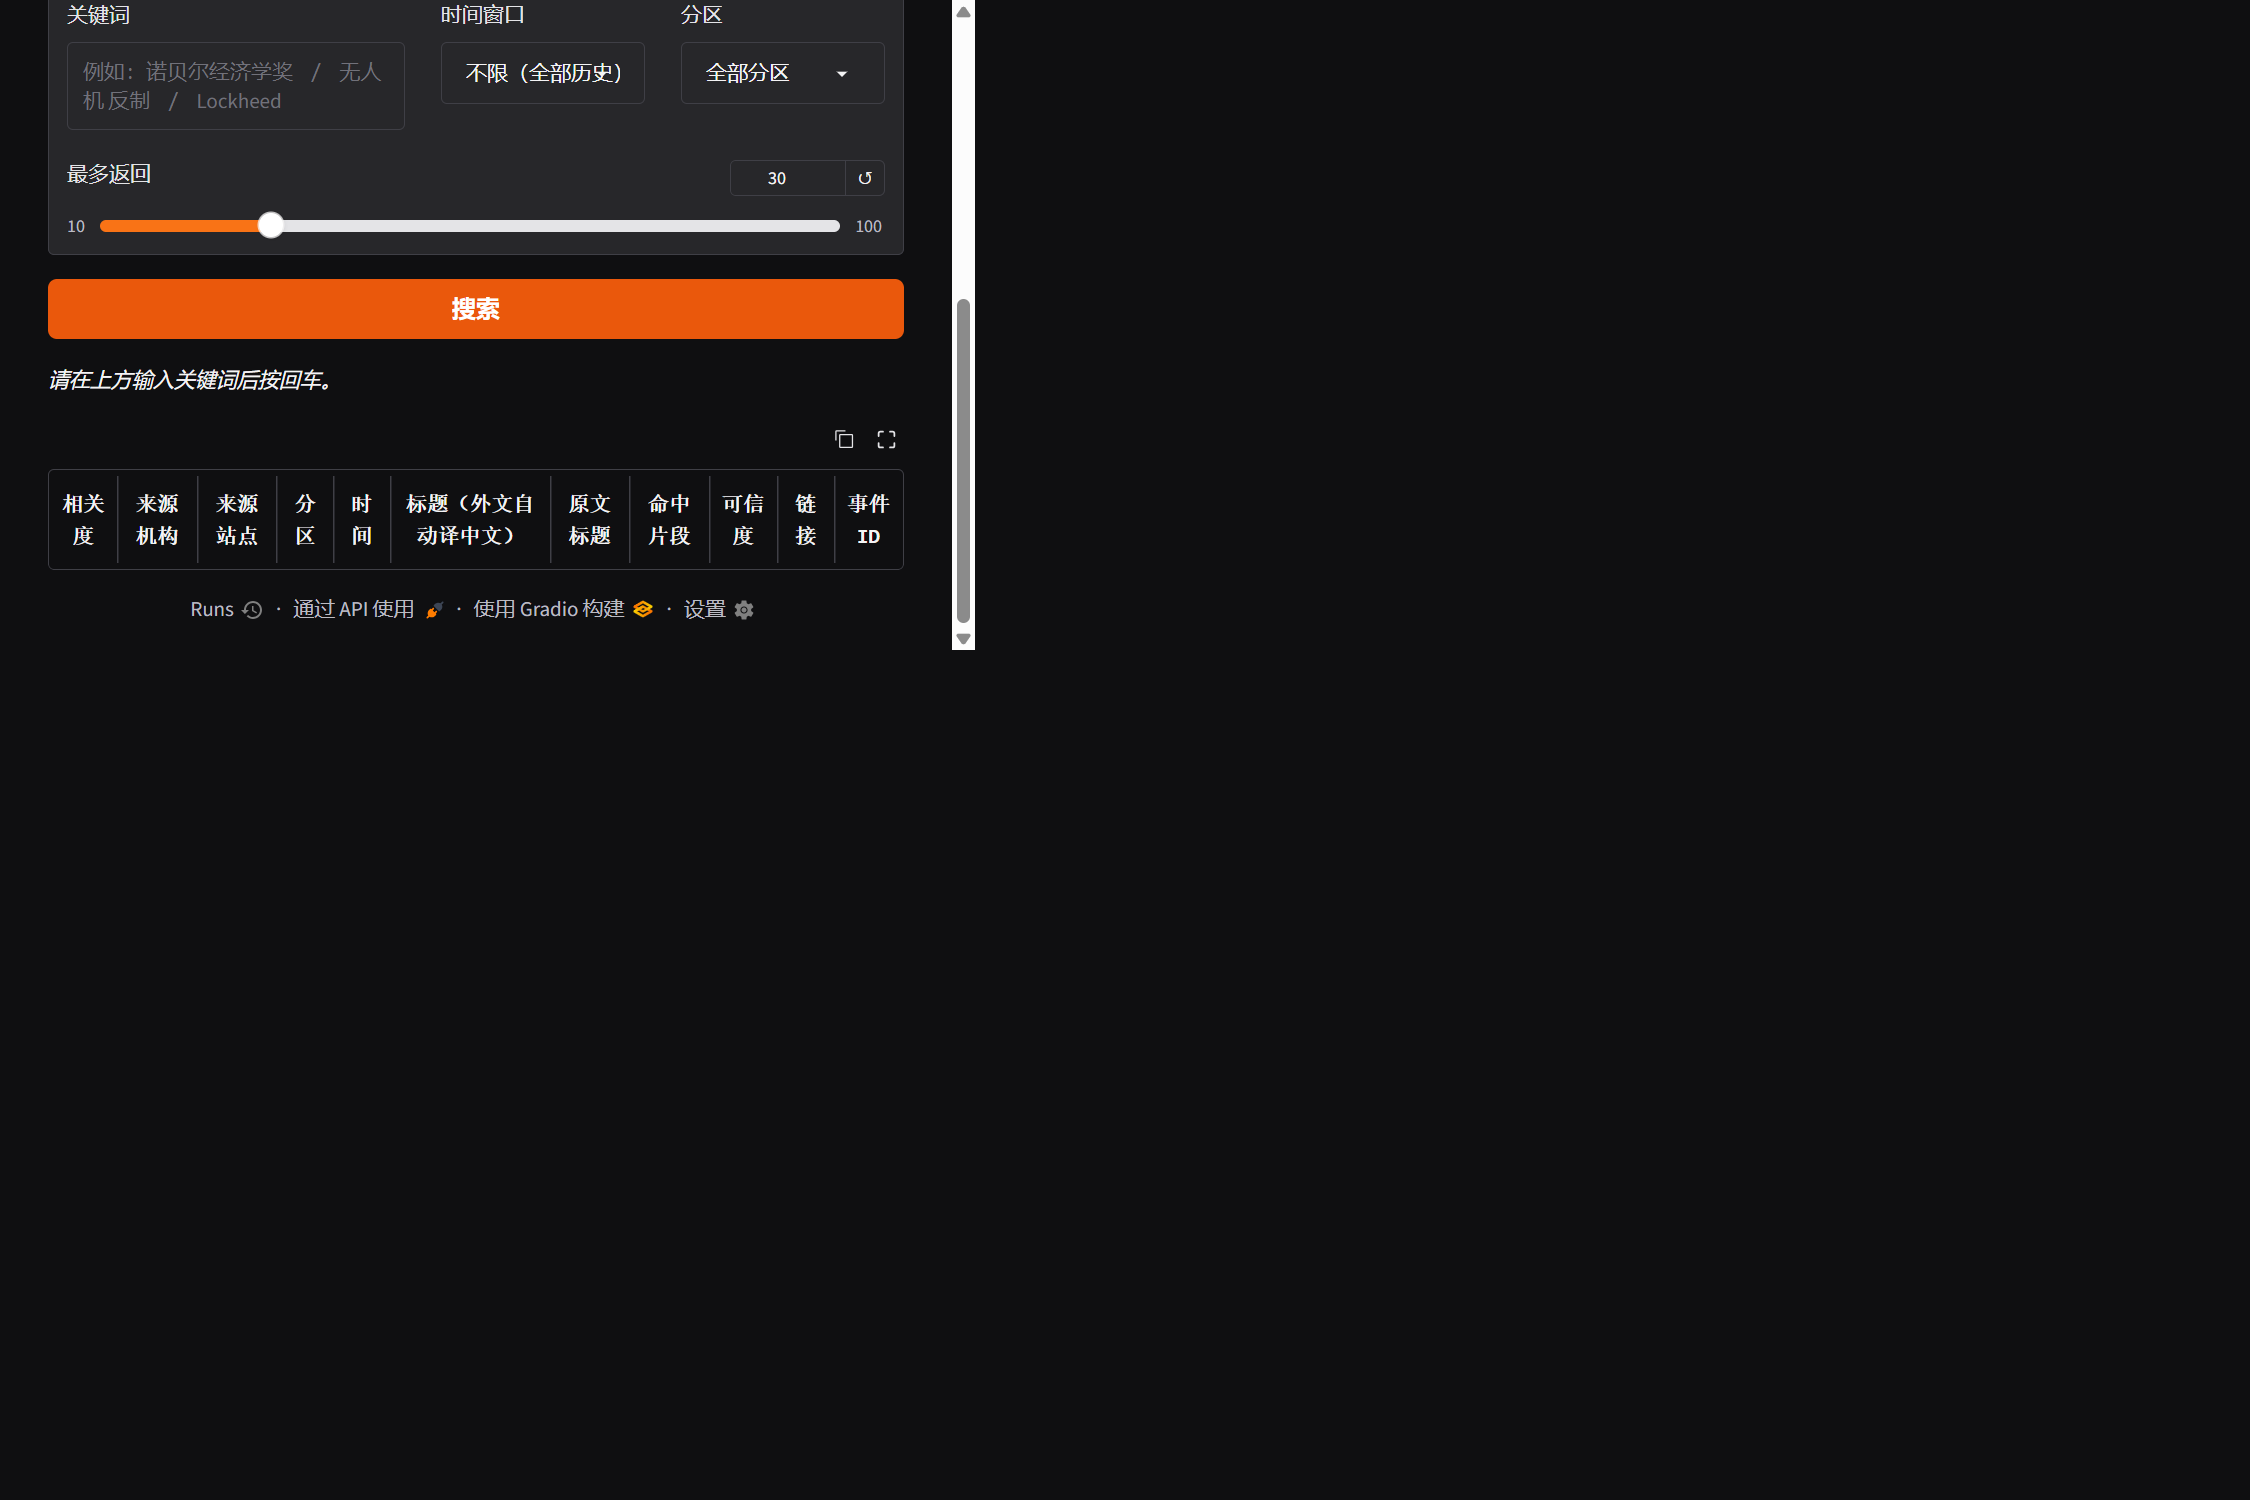 关键词 时间窗口 分区
例如：诺贝尔经济学奖 / 无人
机 反制 / Lockheed
不限（全部历史） 全部分区
最多返回 30
10 100
搜索
请在上方输入关键词后按回车。
相关度 来源机构 来源站点 分区 时间 标题（外文自动译中文） 原文标题 命中片段 可信度 链接 事件ID
Runs · 通过 API 使用 · 使用 Gradio 构建 · 设置